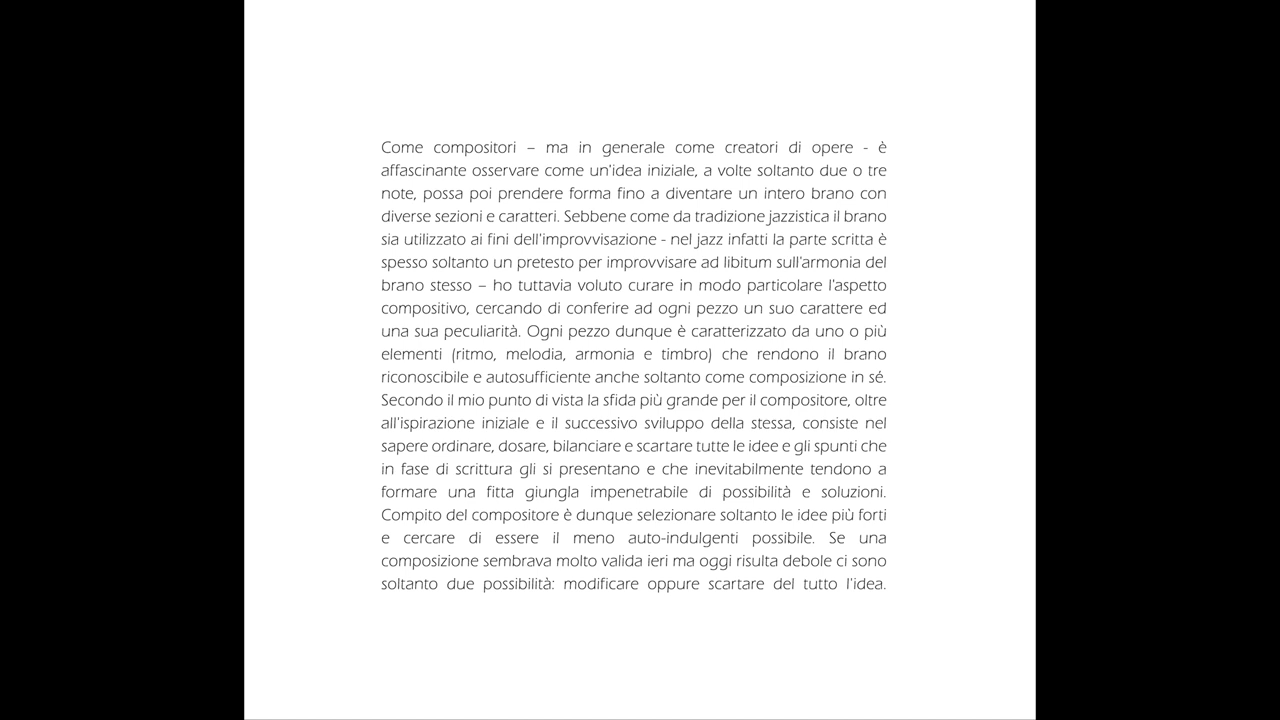 Come compositori – ma in generale come creatori di opere - è
affascinante osservare come un'idea iniziale, a volte soltanto due o tre
note, possa poi prendere forma fino a diventare un intero brano con
diverse sezioni e caratteri. Sebbene come da tradizione jazzistica il brano
sia utilizzato ai fini dell'improvvisazione - nel jazz infatti la parte scritta è
spesso soltanto un pretesto per improvvisare ad libitum sull'armonia del
brano stesso – ho tuttavia voluto curare in modo particolare l'aspetto
compositivo, cercando di conferire ad ogni pezzo un suo carattere ed
una sua peculiarità. Ogni pezzo dunque è caratterizzato da uno o più
elementi (ritmo, melodia, armonia e timbro) che rendono il brano
riconoscibile e autosufficiente anche soltanto come composizione in sé.
Secondo il mio punto di vista la sfida più grande per il compositore, oltre
all'ispirazione iniziale e il successivo sviluppo della stessa, consiste nel
sapere ordinare, dosare, bilanciare e scartare tutte le idee e gli spunti che
in fase di scrittura gli si presentano e che inevitabilmente tendono a
formare una fitta giungla impenetrabile di possibilità e soluzioni.
Compito del compositore è dunque selezionare soltanto le idee più forti
e cercare di essere il meno auto-indulgenti possibile. Se una
composizione sembrava molto valida ieri ma oggi risulta debole ci sono
soltanto due possibilità: modificare oppure scartare del tutto l'idea.